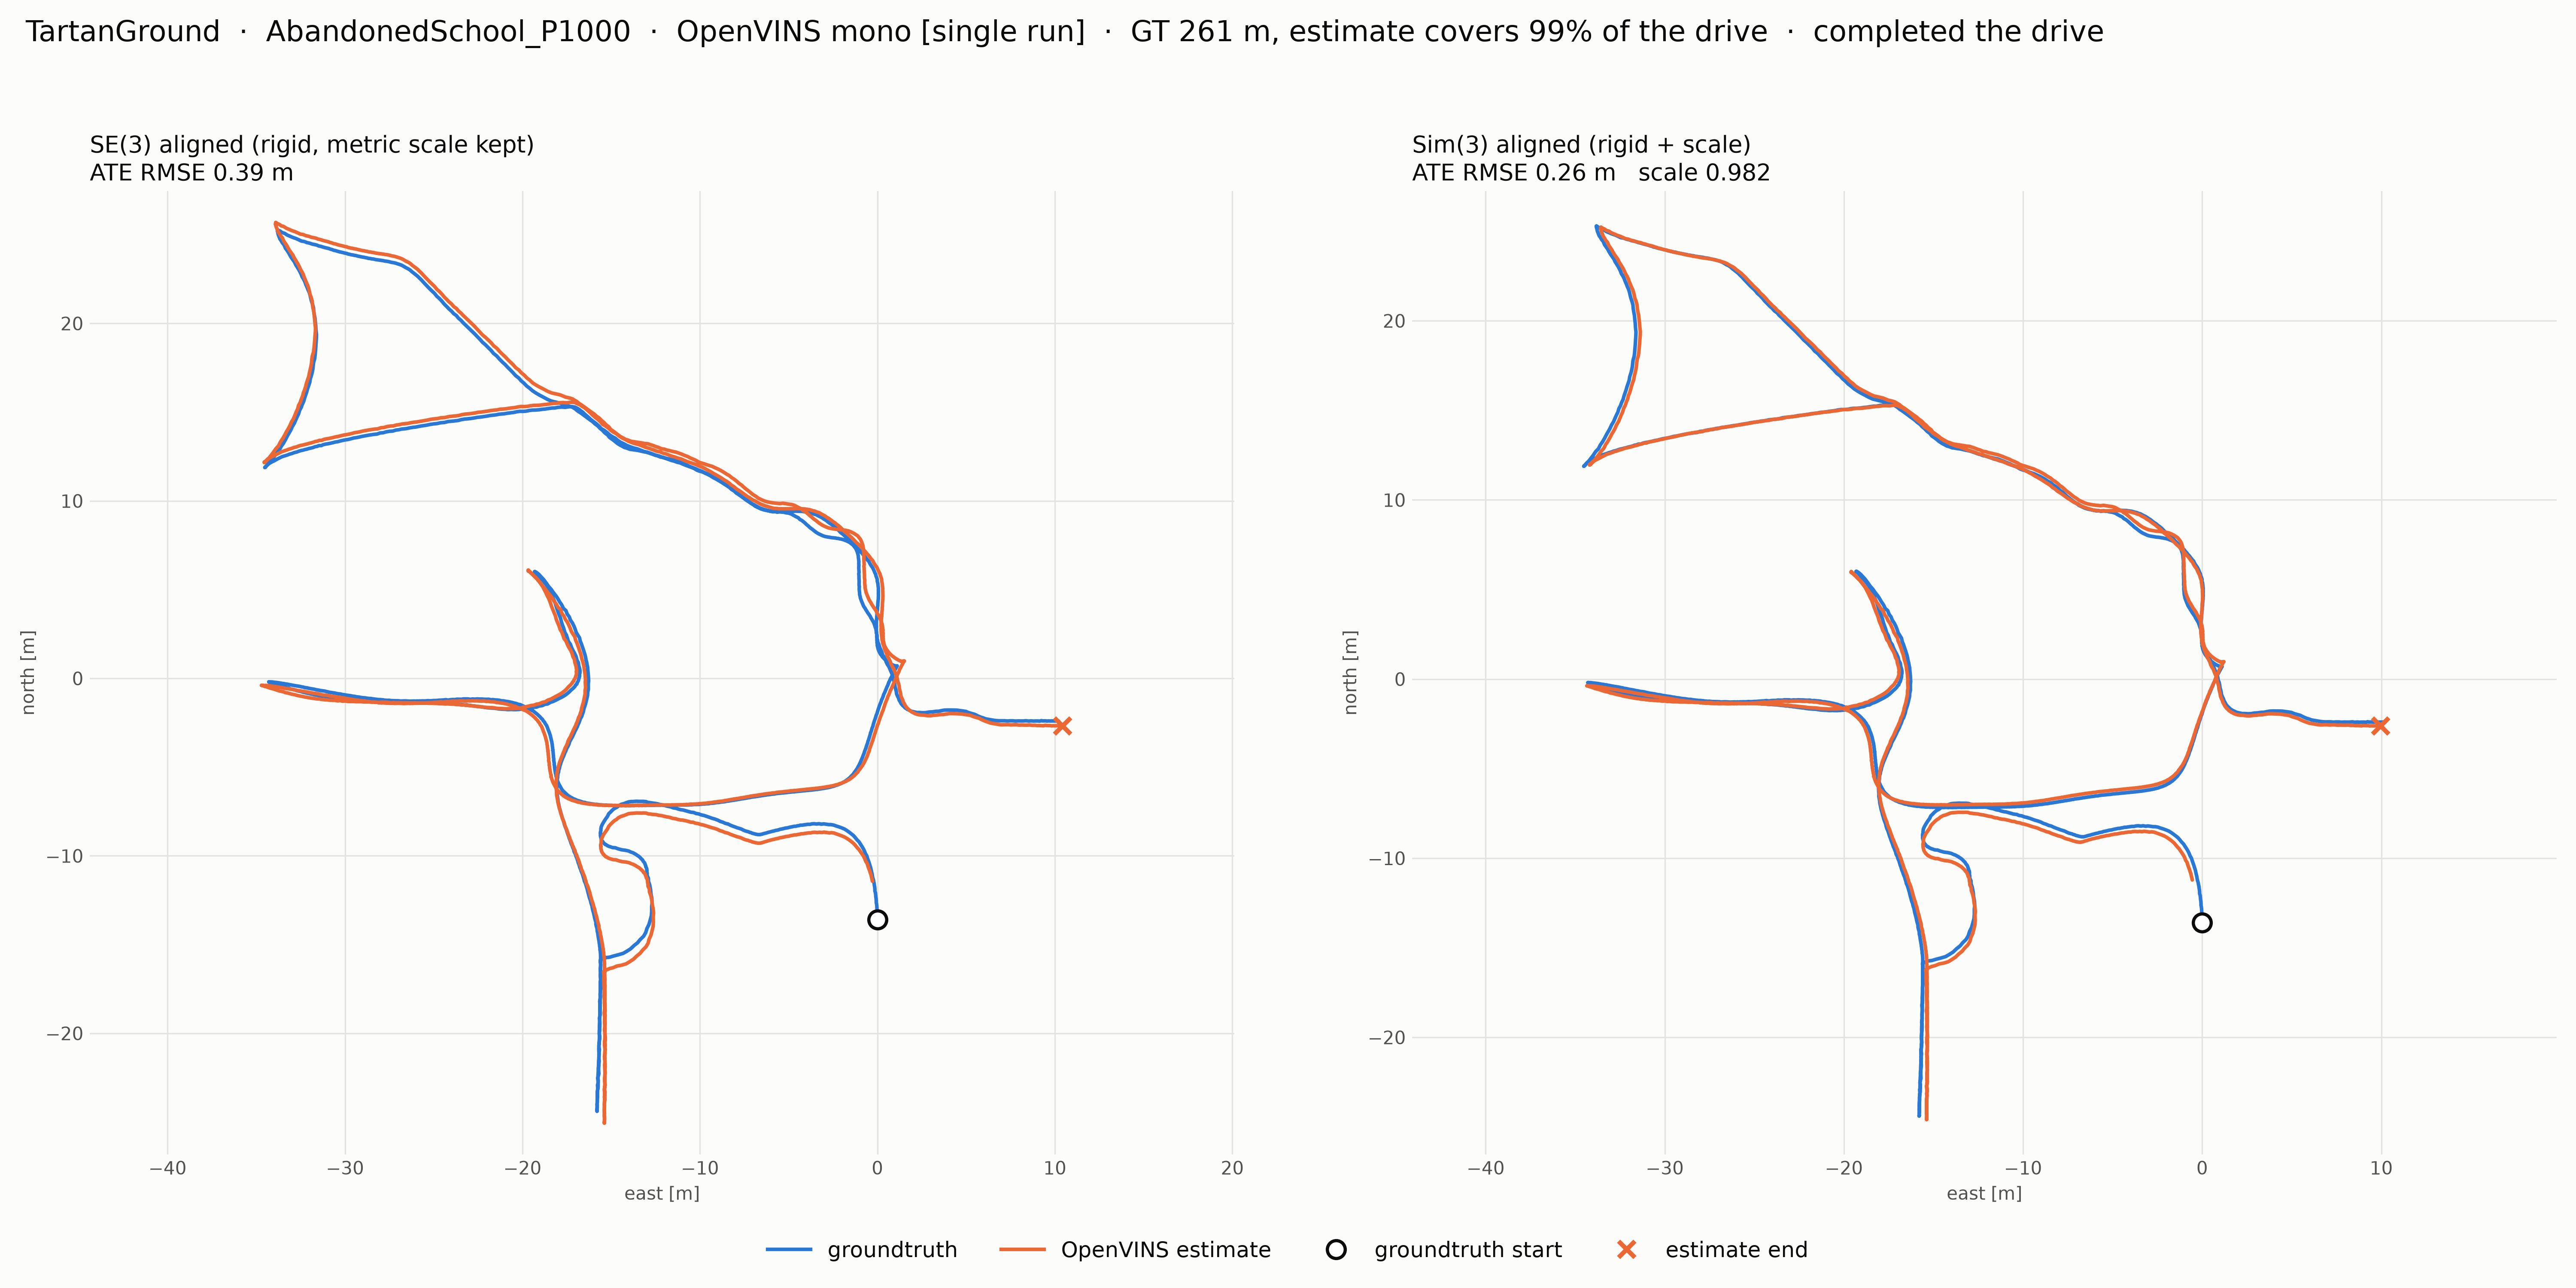 TartanGround · AbandonedSchool_P1000 · OpenVINS mono [single run] · GT 261 m, estimate covers 99% of the drive · completed the drive
SE(3) aligned (rigid, metric scale kept)
ATE RMSE 0.39 m
20
10
0
−10
−20
north [m]
−40
−30
−20
−10
0
10
20
east [m]
Sim(3) aligned (rigid + scale)
ATE RMSE 0.26 m   scale 0.982
20
10
0
−10
−20
north [m]
−40
−30
−20
−10
0
10
east [m]
groundtruth
OpenVINS estimate
groundtruth start
estimate end